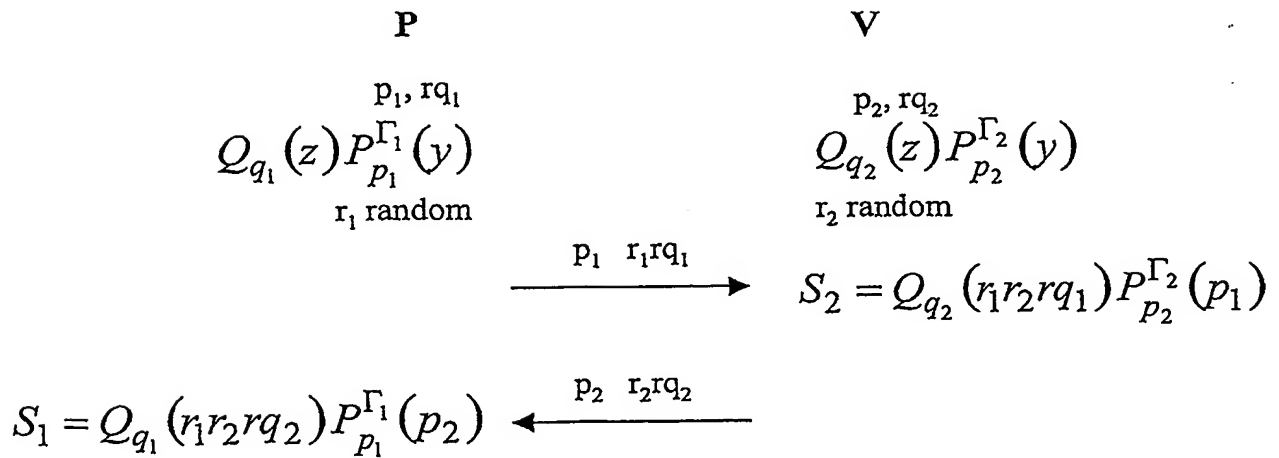 P V
p₁, rq₁ p₂, rq₂
Q_{q₁}(z)P_{p₁}^{Γ₁}(y) Q_{q₂}(z)P_{p₂}^{Γ₂}(y)
r₁ random r₂ random
p₁ r₁rq₁
S₂ = Q_{q₂}(r₁r₂rq₁)P_{p₂}^{Γ₂}(p₁)
p₂ r₂rq₂
S₁ = Q_{q₁}(r₁r₂rq₂)P_{p₁}^{Γ₁}(p₂)